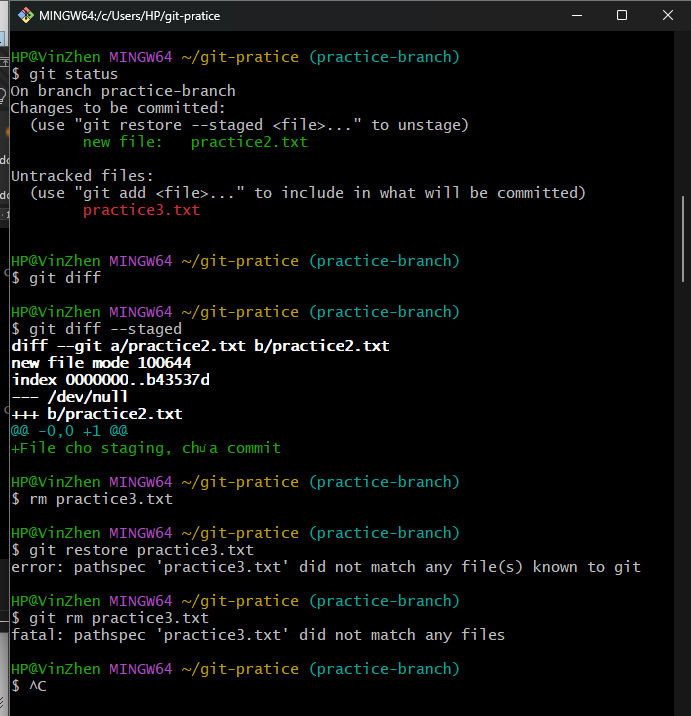 MINGW64:/c/Users/HP/git-pratice
HP@VinZhen MINGW64 ~/git-pratice (practice-branch)
$ git status
On branch practice-branch
Changes to be committed:
  (use "git restore --staged <file>..." to unstage)
        new file:   practice2.txt
Untracked files:
  (use "git add <file>..." to include in what will be committed)
        practice3.txt
HP@VinZhen MINGW64 ~/git-pratice (practice-branch)
$ git diff
HP@VinZhen MINGW64 ~/git-pratice (practice-branch)
$ git diff --staged
diff --git a/practice2.txt b/practice2.txt
new file mode 100644
index 0000000..b43537d
--- /dev/null
+++ b/practice2.txt
@@ -0,0 +1 @@
+File cho staging, chưa commit
HP@VinZhen MINGW64 ~/git-pratice (practice-branch)
$ rm practice3.txt
HP@VinZhen MINGW64 ~/git-pratice (practice-branch)
$ git restore practice3.txt
error: pathspec 'practice3.txt' did not match any file(s) known to git
HP@VinZhen MINGW64 ~/git-pratice (practice-branch)
$ git rm practice3.txt
fatal: pathspec 'practice3.txt' did not match any files
HP@VinZhen MINGW64 ~/git-pratice (practice-branch)
$ ^C